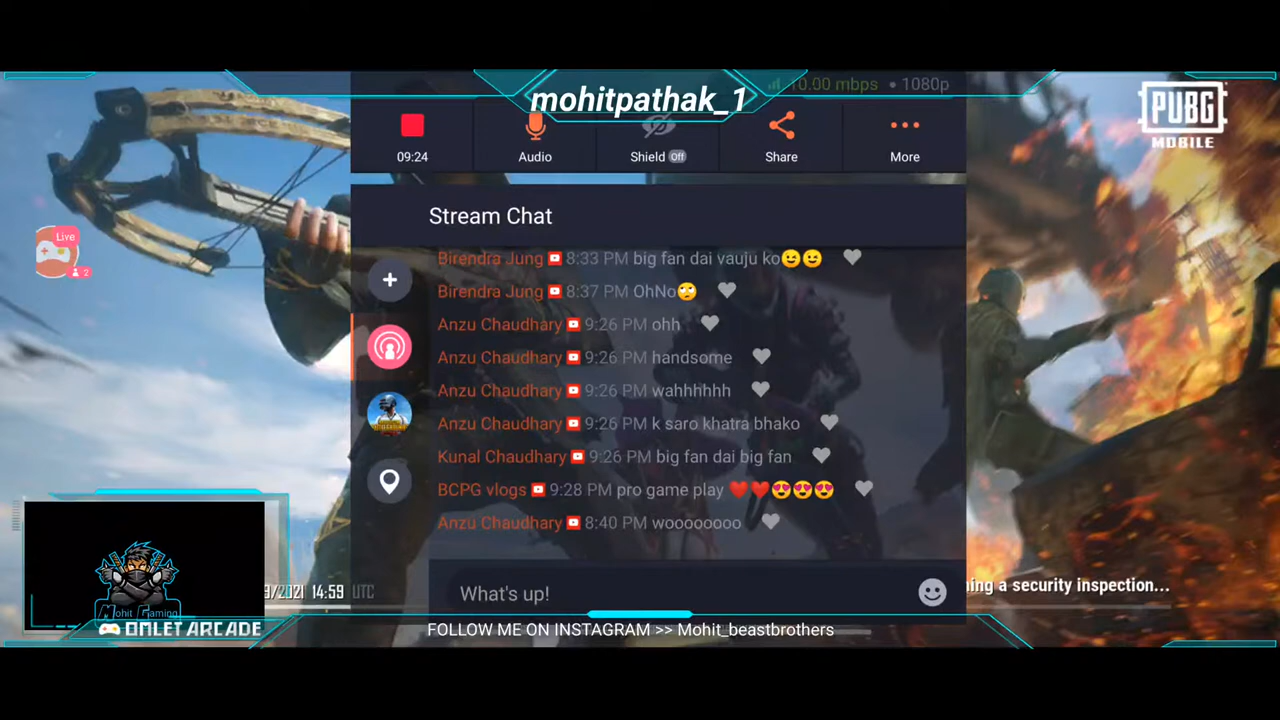 10.00 mbps • 1080p
mohitpathak_1
PUBG
MOBILE
09:24
Audio
Shield Off
Share
More
Stream Chat
Live
2
Birendra Jung 8:33 PM big fan dai vauju ko😉😉
Birendra Jung 8:37 PM OhNo🙄
Anzu Chaudhary 9:26 PM ohh
Anzu Chaudhary 9:26 PM handsome
Anzu Chaudhary 9:26 PM wahhhhhh
Anzu Chaudhary 9:26 PM k saro khatra bhako
Kunal Chaudhary 9:26 PM big fan dai big fan
BCPG vlogs 9:28 PM pro game play ❤️❤️😍😍😍
Anzu Chaudhary 8:40 PM woooooooo
What's up!
9/2021 14:59 UTC
ning a security inspection...
Mohit Gaming
OMLET ARCADE
FOLLOW ME ON INSTAGRAM >> Mohit_beastbrothers